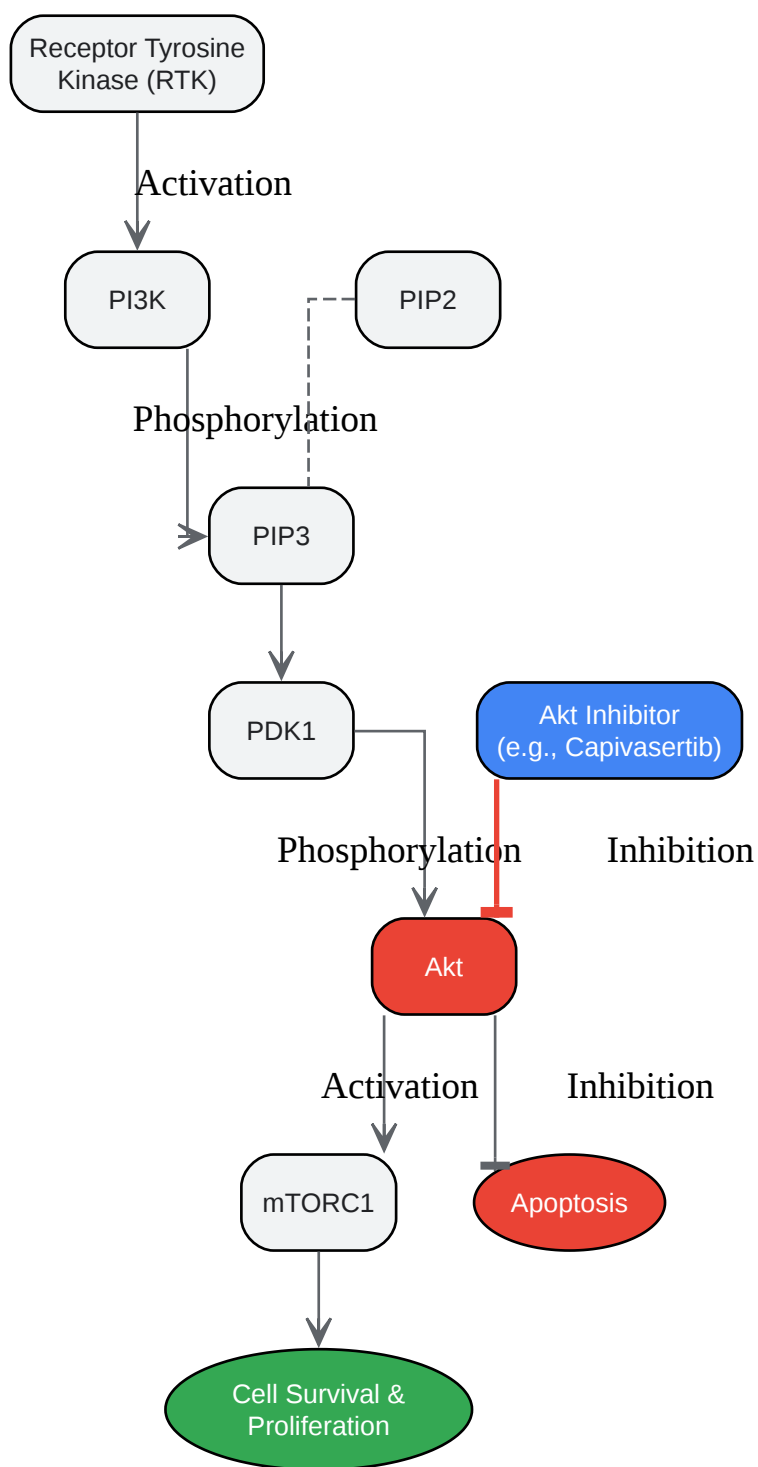 Receptor Tyrosine
Kinase (RTK)
Activation
PI3K
PIP2
Phosphorylation
PIP3
PDK1
Akt Inhibitor
(e.g., Capivasertib)
Phosphorylation
Inhibition
Akt
Activation
Inhibition
mTORC1
Apoptosis
Cell Survival &
Proliferation